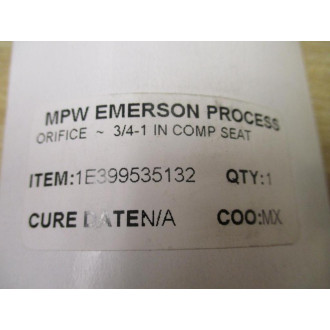 MPW EMERSON PROCESS
ORIFICE ~ 3/4-1 IN COMP SEAT
ITEM:1E399535132 QTY:1
CURE DATEN/A COO:MX